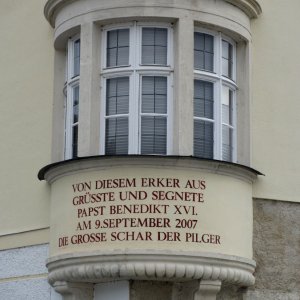 VON DIESEM ERKER AUS
GRÜSSTE UND SEGNETE
PAPST BENEDIKT XVI.
AM 9.SEPTEMBER 2007
DIE GROSSE SCHAR DER PILGER